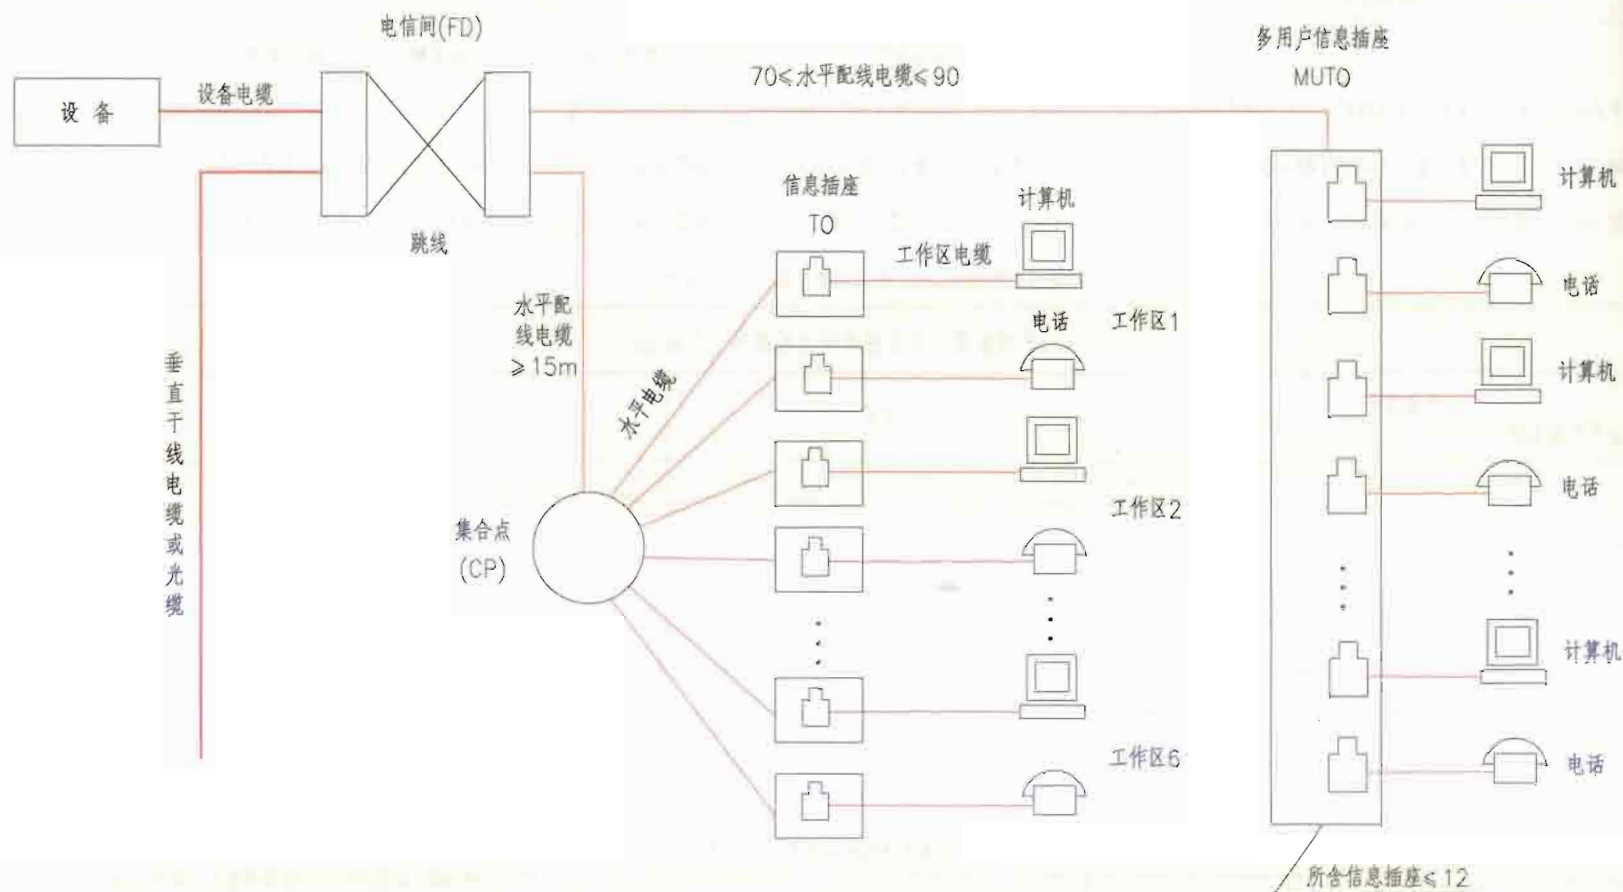 电信间(FD)
多用户信息插座
MUTO
70≤水平配线电缆≤90
设备
设备电缆
跳线
信息插座
TO
计算机
工作区电缆
水平配
线电缆
≥15m
水平电缆
电话
工作区1
垂直干线电缆或光缆
集合点
(CP)
工作区2
工作区6
计算机
电话
计算机
电话
计算机
电话
所含信息插座≤12